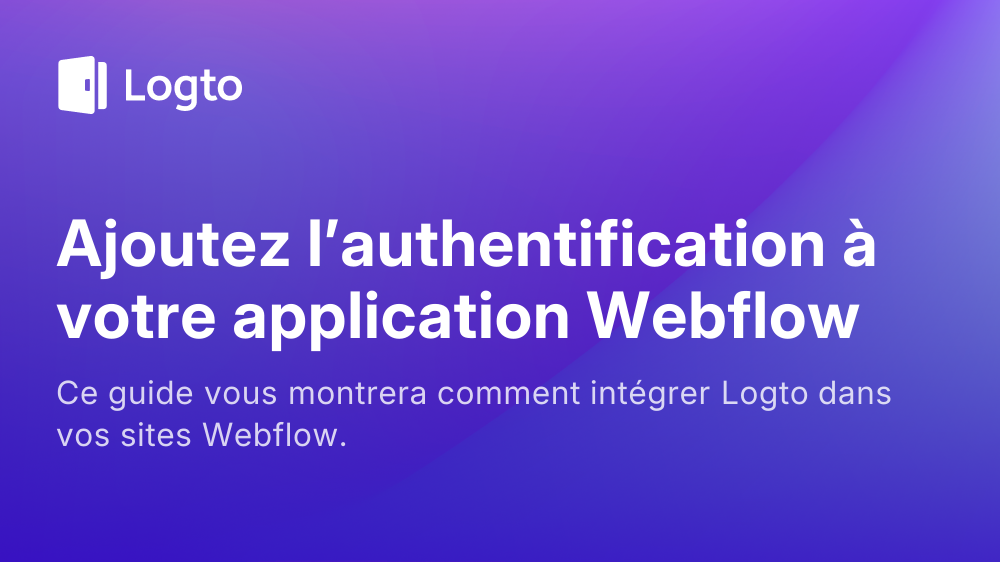 Logto
Ajoutez l’authentification à
votre application Webflow
Ce guide vous montrera comment intégrer Logto dans
vos sites Webflow.